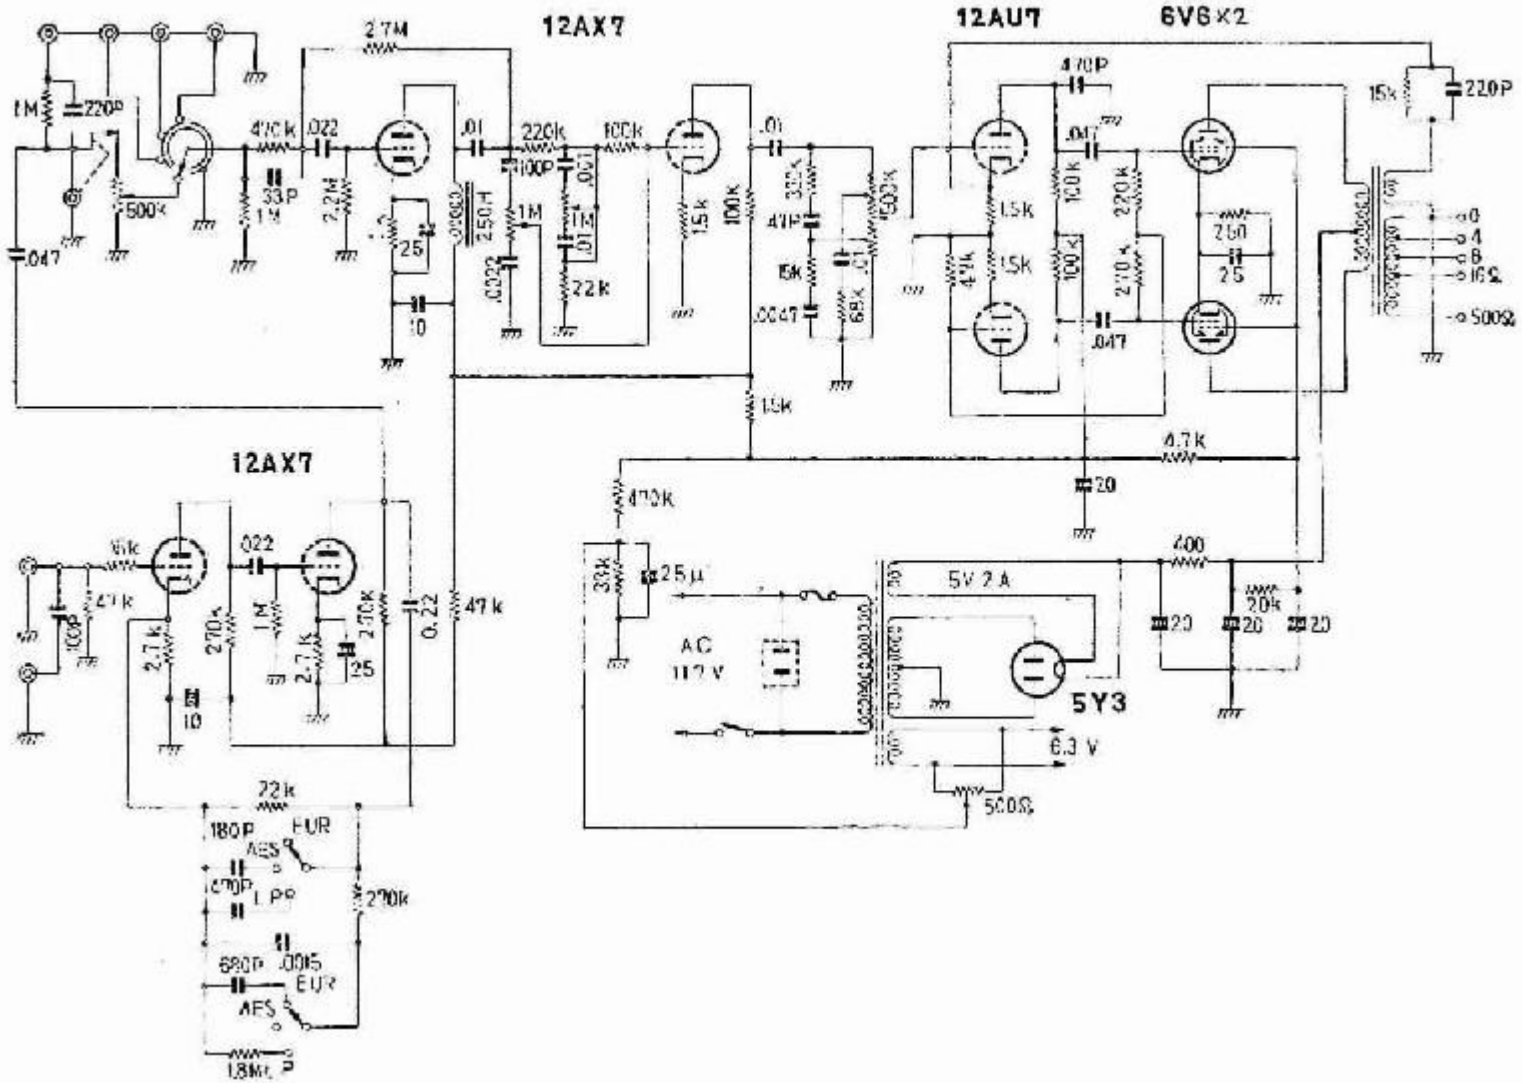 12AX7
12AU7
6V6×2
2.7M
470P
15k
220P
1M
220P
470k
.022
.01
220k
100k
.01
.047
33P
1M
2.2M
500k
.047
25
250H
100P
.001
1M
1M
.01
.0022
22k
10
1.5k
100k
330k
47P
15k
.0047
.01
68k
500k
1.5k
1.5k
100k
100k
220k
270k
.047
250
25
0
4
8
16Ω
500Ω
1.5k
4.7k
20
12AX7
470k
33k
25μ
.022
47k
100P
2.7k
270k
1M
2.7K
25
270k
0.22
47k
10
AC
117V
5V 2A
5Y3
6.3 V
500Ω
400
20k
20
20
20
22k
180P
EUR
AES
470P
LP
270k
680P
.0015
EUR
AES
1.8M
LP